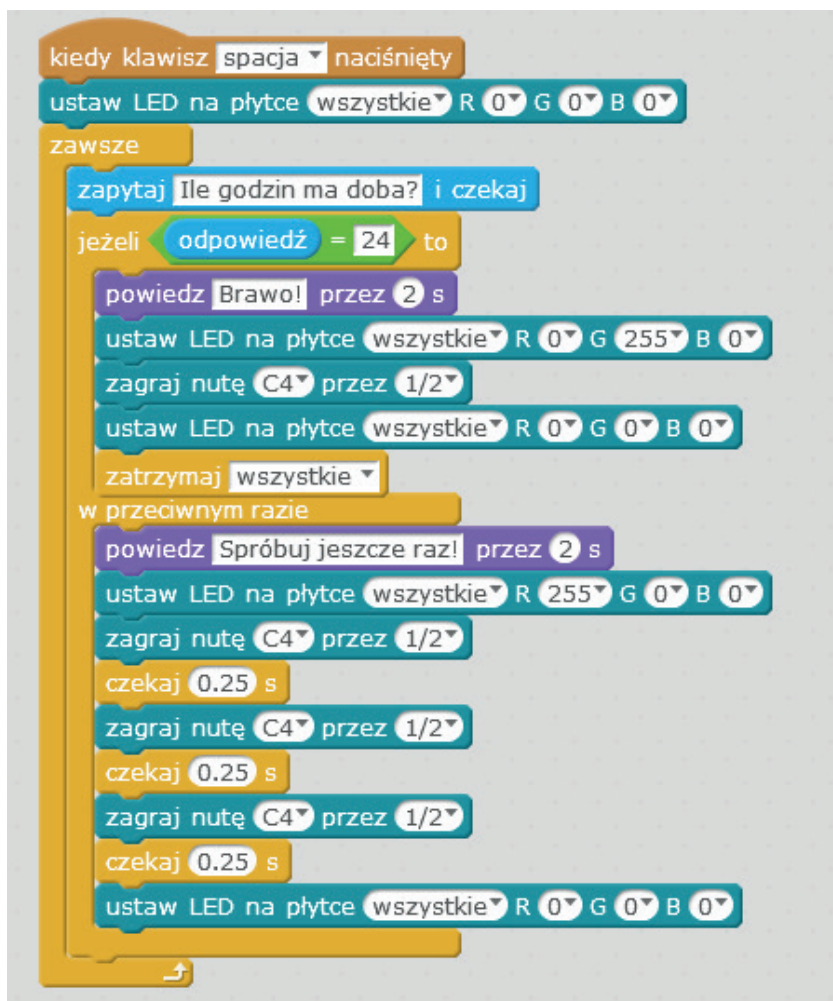 kiedy klawisz spacja naciśnięty
ustaw LED na płytce wszystkie R 0 G 0 B 0
zawsze
zapytaj Ile godzin ma doba? i czekaj
jeżeli odpowiedź = 24 to
powiedz Brawo! przez 2 s
ustaw LED na płytce wszystkie R 0 G 255 B 0
zagraj nutę C4 przez 1/2
ustaw LED na płytce wszystkie R 0 G 0 B 0
zatrzymaj wszystkie
w przeciwnym razie
powiedz Spróbuj jeszcze raz! przez 2 s
ustaw LED na płytce wszystkie R 255 G 0 B 0
zagraj nutę C4 przez 1/2
czekaj 0.25 s
zagraj nutę C4 przez 1/2
czekaj 0.25 s
zagraj nutę C4 przez 1/2
czekaj 0.25 s
ustaw LED na płytce wszystkie R 0 G 0 B 0